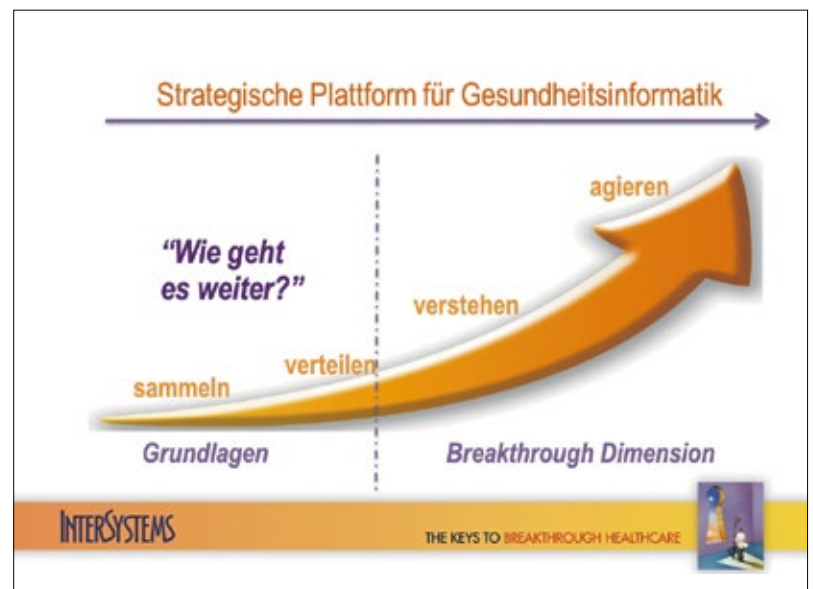 Strategische Plattform für Gesundheitsinformatik
agieren
“Wie geht
es weiter?”
verstehen
verteilen
sammeln
Grundlagen
Breakthrough Dimension
INTERSYSTEMS
THE KEYS TO BREAKTHROUGH HEALTHCARE